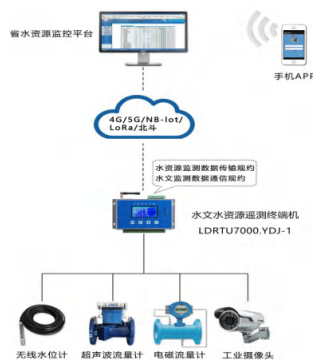 省水资源监控平台
手机APP
4G/5G/NB-Iot/
LoRa/北斗
水资源监测数据传输规约
水文监测数据通信规约
水文水资源遥测终端机
LDRTU7000.YDJ-1
无线水位计
超声波流量计
电磁流量计
工业摄像头